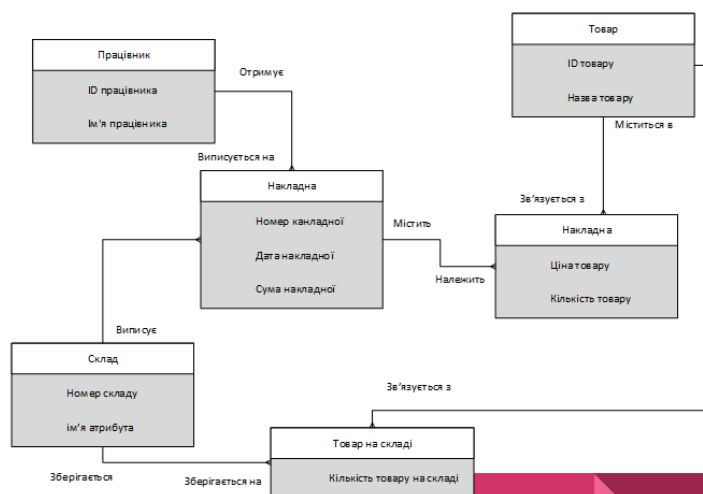 Працівник
ID працівника
Ім'я працівника
Отримує
Виписується на
Товар
ID товару
Назва товару
Міститься в
Зв'язується з
Накладна
Номер канладної
Дата накладної
Сума накладної
Містить
Належить
Накладна
Ціна товару
Кількість товару
Виписує
Склад
Номер складу
ім'я атрибута
Зв'язується з
Товар на складі
Кількість товару на складі
Зберігається
Зберігається на